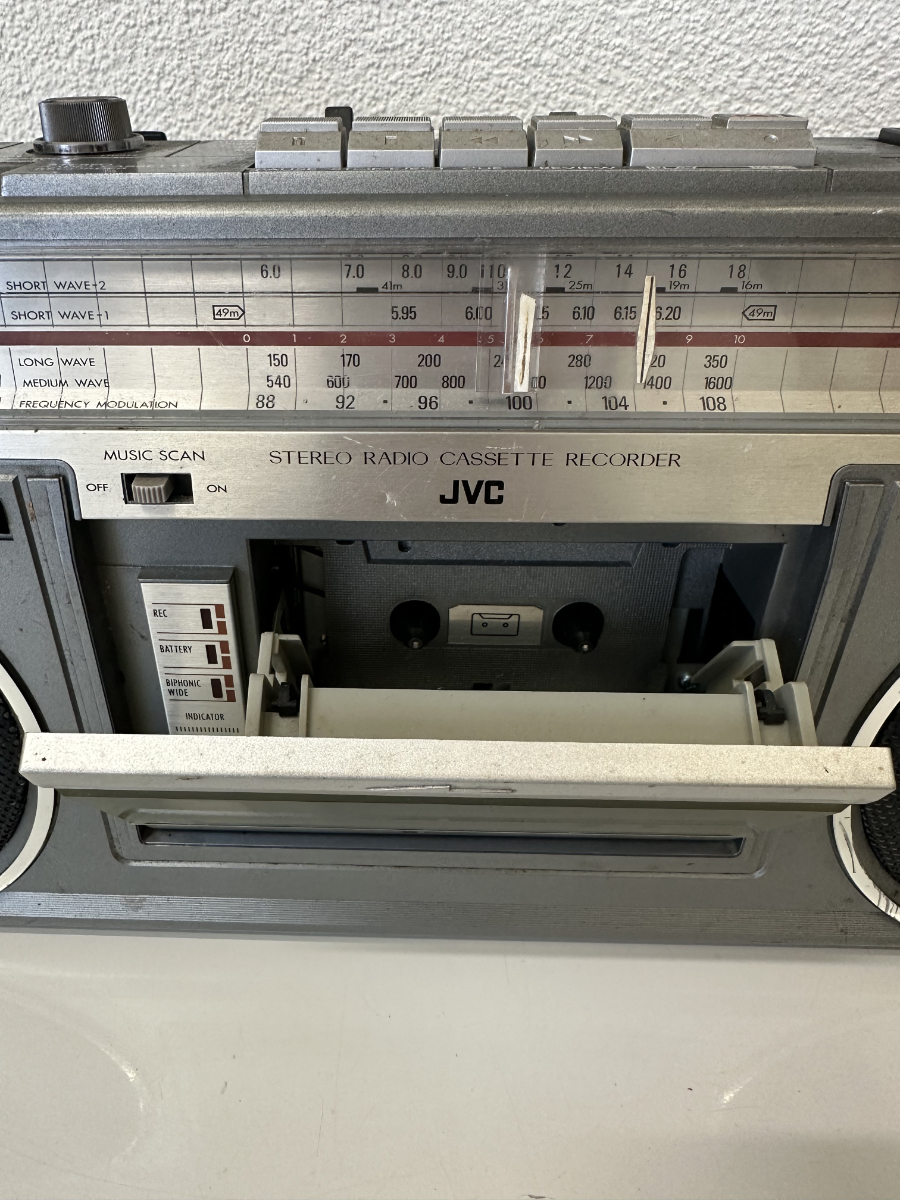 6.0 7.0 8.0 9.0 12 14 16 18
SHORT WAVE-2 41m 25m 19m 16m
SHORT WAVE-1 49m 5.95 6.10 6.15 6.20 49m
0 1 2 3 4 5 6 7 9 10
LONG WAVE 150 170 200 280 350
MEDIUM WAVE 540 600 700 800 1200 1400 1600
FREQUENCY MODULATION 88 92 96 100 104 108
MUSIC SCAN
OFF ON
STEREO RADIO CASSETTE RECORDER
JVC
REC
BATTERY
BIPHONIC
WIDE
INDICATOR